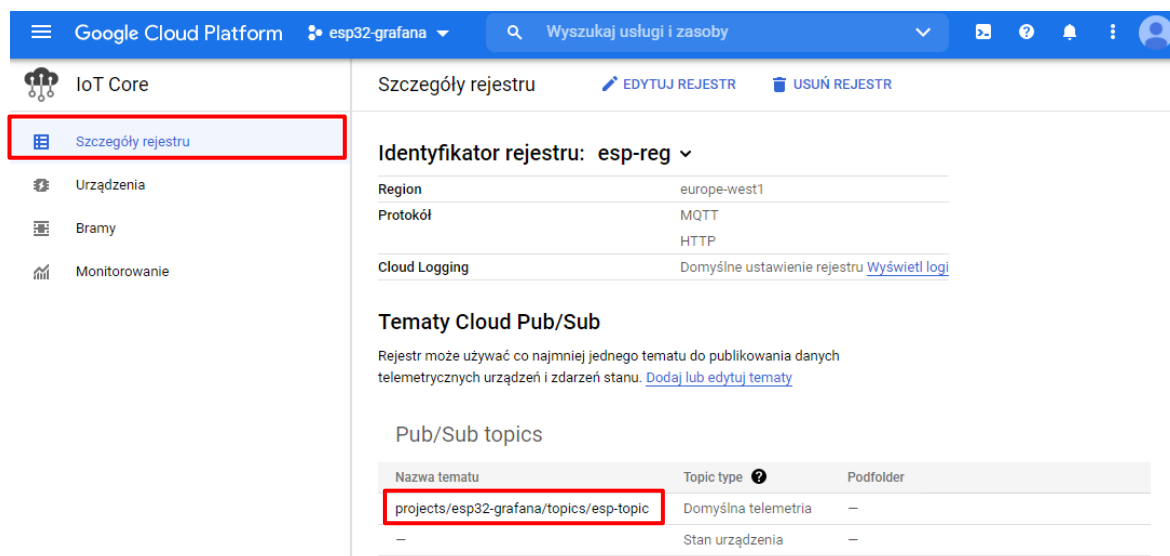 Google Cloud Platform esp32-grafana Wyszukaj usługi i zasoby
IoT Core
Szczegóły rejestru
Urządzenia
Bramy
Monitorowanie
Szczegóły rejestru EDYTUJ REJESTR USUŃ REJESTR
Identyfikator rejestru: esp-reg
Region europe-west1
Protokół MQTT
HTTP
Cloud Logging Domyślne ustawienie rejestru Wyświetl logi
Tematy Cloud Pub/Sub
Rejestr może używać co najmniej jednego tematu do publikowania danych
telemetrycznych urządzeń i zdarzeń stanu. Dodaj lub edytuj tematy
Pub/Sub topics
Nazwa tematu Topic type ? Podfolder
projects/esp32-grafana/topics/esp-topic Domyślna telemetria —
— Stan urządzenia —